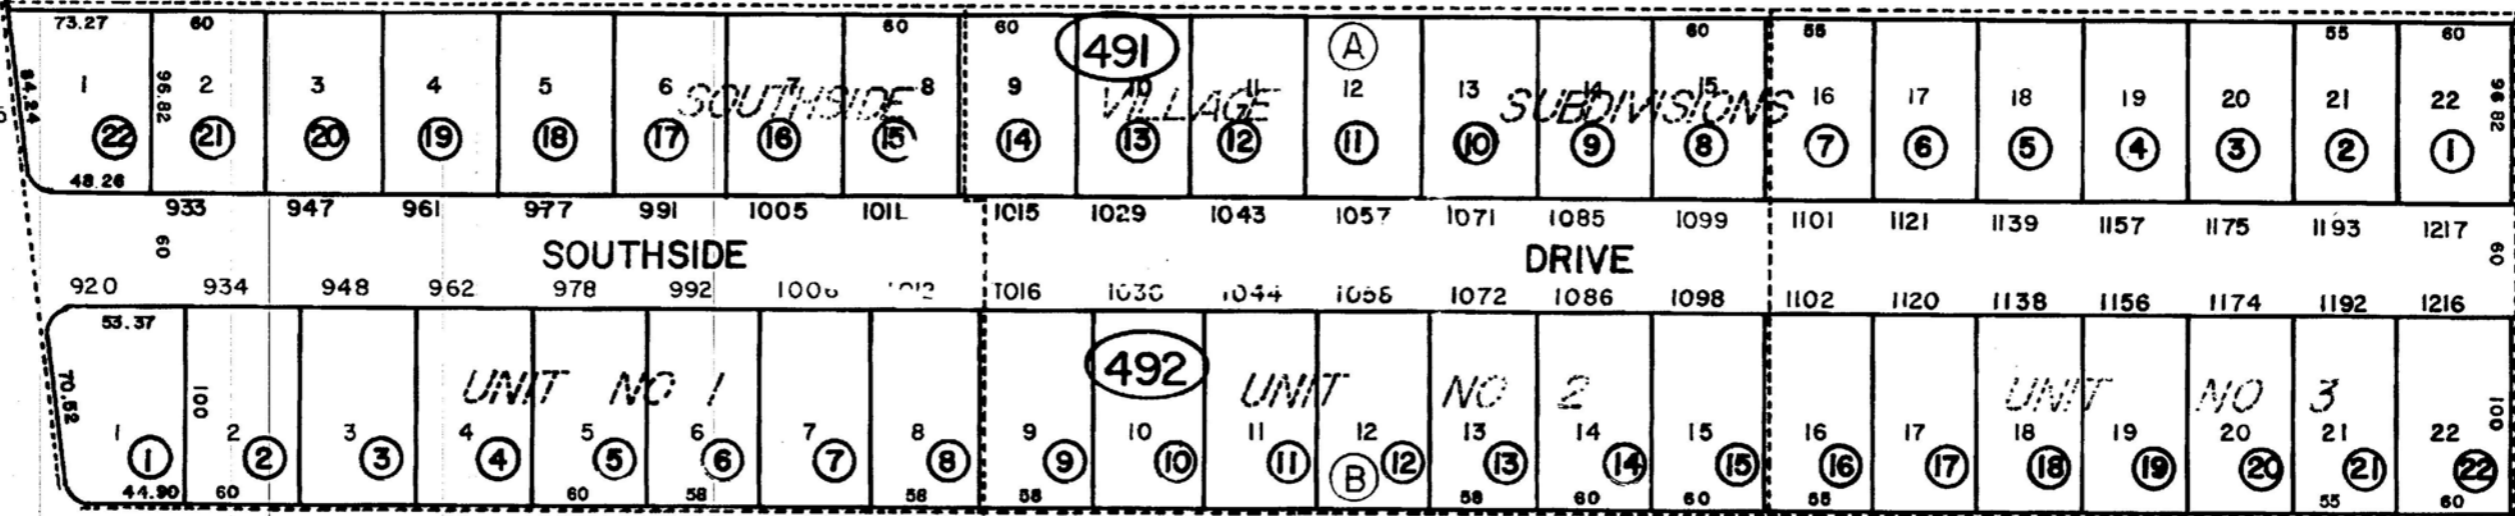 73.27 60 60 60 491 A 60 55 55 60
84.24 96.82 96 82
1 2 3 4 5 6 7 8 9 10 11 12 13 14 15 16 17 18 19 20 21 22
SOUTHSIDE VILLAGE SUBDIVISIONS
22 21 20 19 18 17 16 15 14 13 12 11 10 9 8 7 6 5 4 3 2 1
48.26
933 947 961 977 991 1005 1011 1015 1029 1043 1057 1071 1085 1099 1101 1121 1139 1157 1175 1193 1217
60 SOUTHSIDE DRIVE 60
920 934 948 962 978 992 1006 1012 1016 1030 1044 1058 1072 1086 1098 1102 1120 1138 1156 1174 1192 1216
53.37
492
70.52 100 UNIT NO 1 UNIT NO 2 UNIT NO 3 100
1 2 3 4 5 6 7 8 9 10 11 12 13 14 15 16 17 18 19 20 21 22
1 2 3 4 5 6 7 8 9 10 11 B 12 13 14 15 16 17 18 19 20 21 22
44.90 60 60 58 58 58 58 60 60 55 55 60